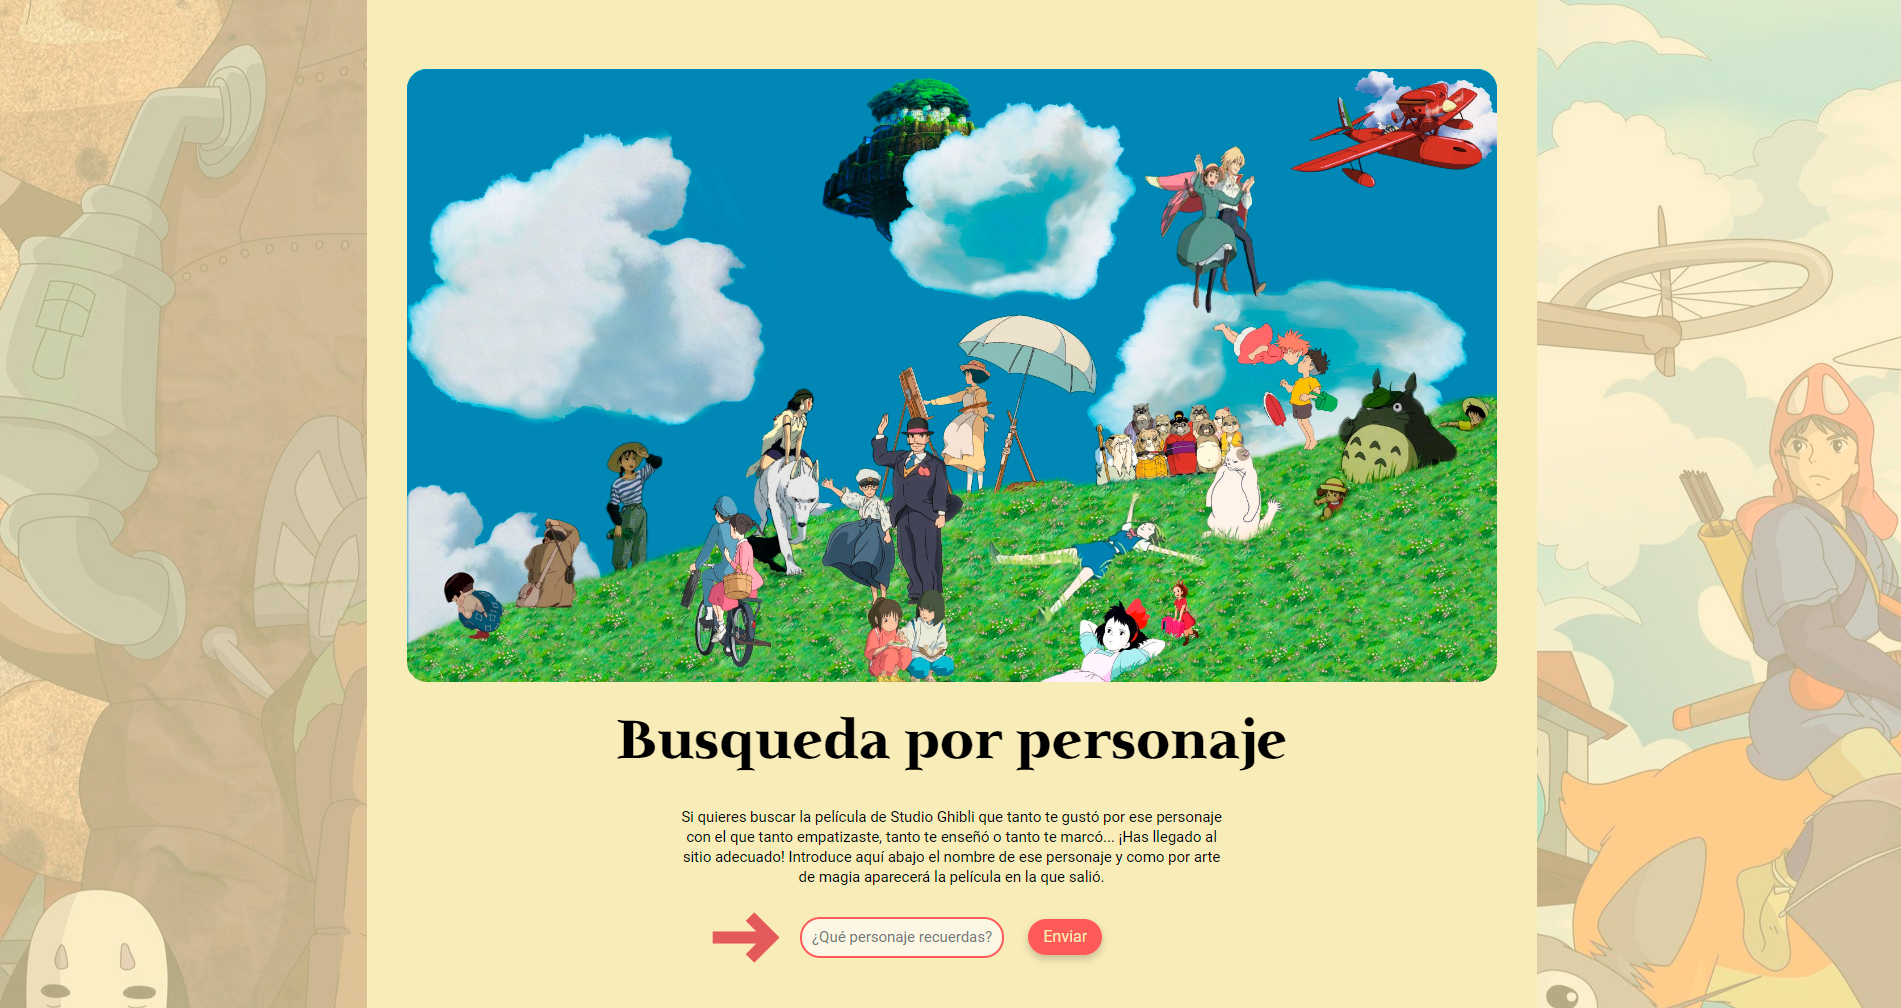 Busqueda por personaje
Si quieres buscar la película de Studio Ghibli que tanto te gustó por ese personaje
con el que tanto empatizaste, tanto te enseñó o tanto te marcó... ¡Has llegado al
sitio adecuado! Introduce aquí abajo el nombre de ese personaje y como por arte
de magia aparecerá la película en la que salió.
¿Qué personaje recuerdas?
Enviar